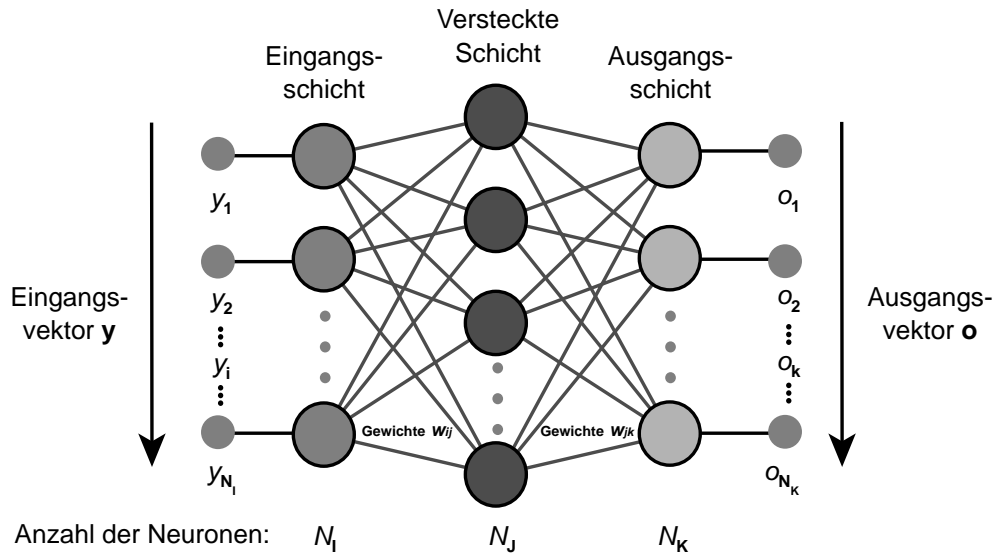 Versteckte
Schicht
Eingangs-
schicht
Ausgangs-
schicht
y1
y2
yi
yNI
Eingangs-
vektor y
o1
o2
ok
oNK
Ausgangs-
vektor o
Gewichte wij
Gewichte wjk
Anzahl der Neuronen: NI NJ NK